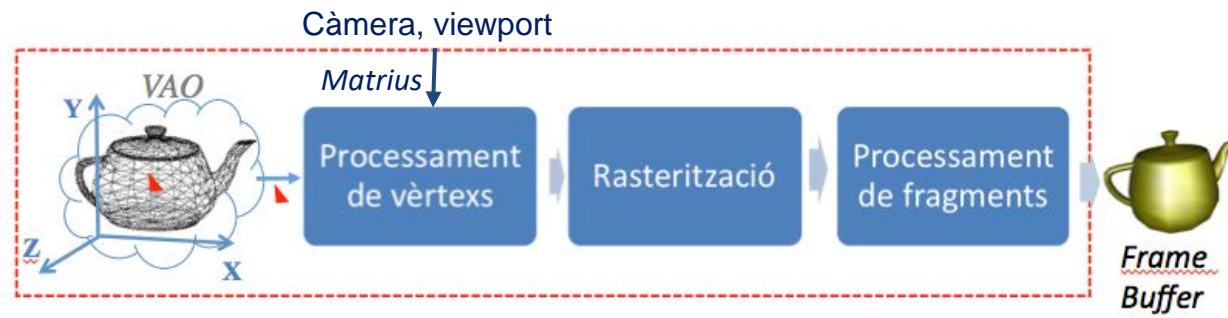 Càmera, viewport
Matrius
VAO
Y
Z
X
Processament
de vèrtexs
Rasterització
Processament
de fragments
Frame
Buffer